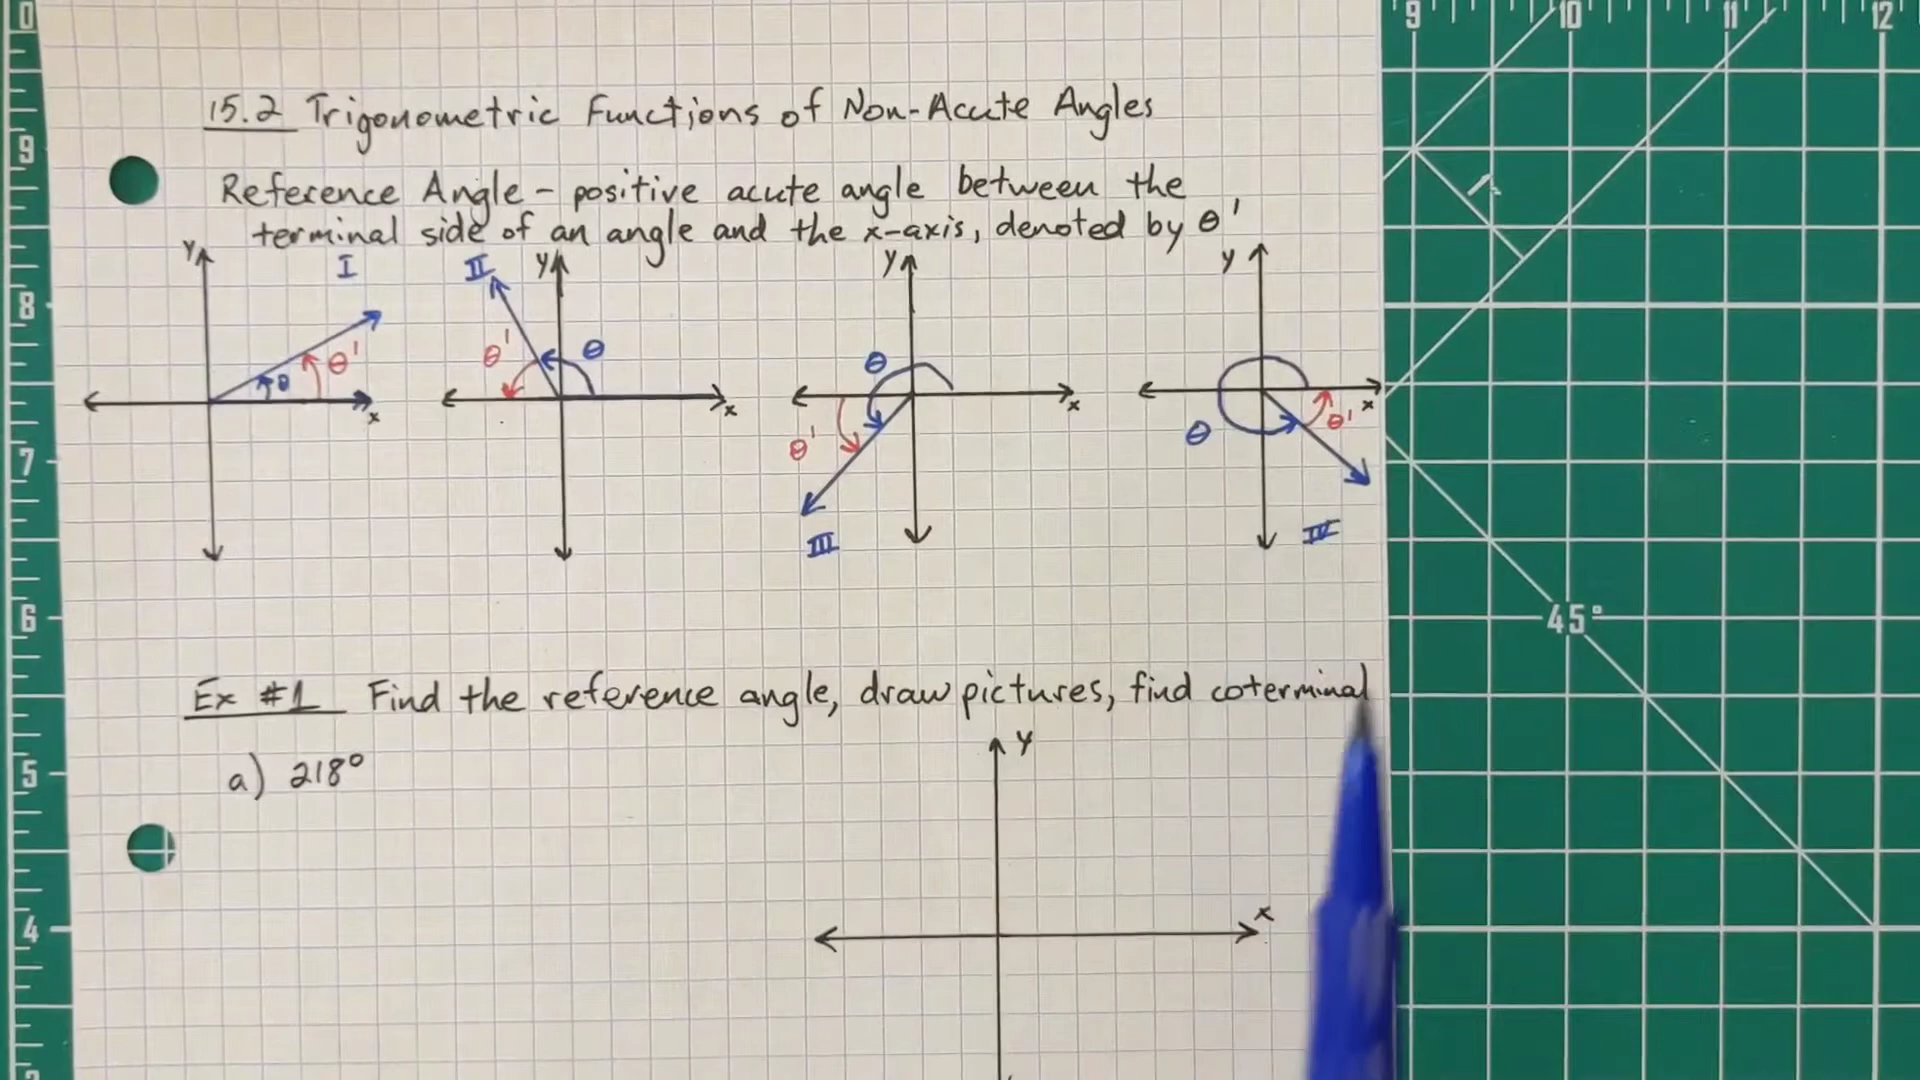 15.2 Trigonometric Functions of Non-Acute Angles
Reference Angle - positive acute angle between the
terminal side of an angle and the x-axis, denoted by θ'
y I II y y y
θ θ' x
θ' θ x
θ θ' x
θ θ' x
III IV
Ex #1 Find the reference angle, draw pictures, find coterminal
a) 218°
y
x
0
9
8
7
6
5
4
9 10 11 12
45°